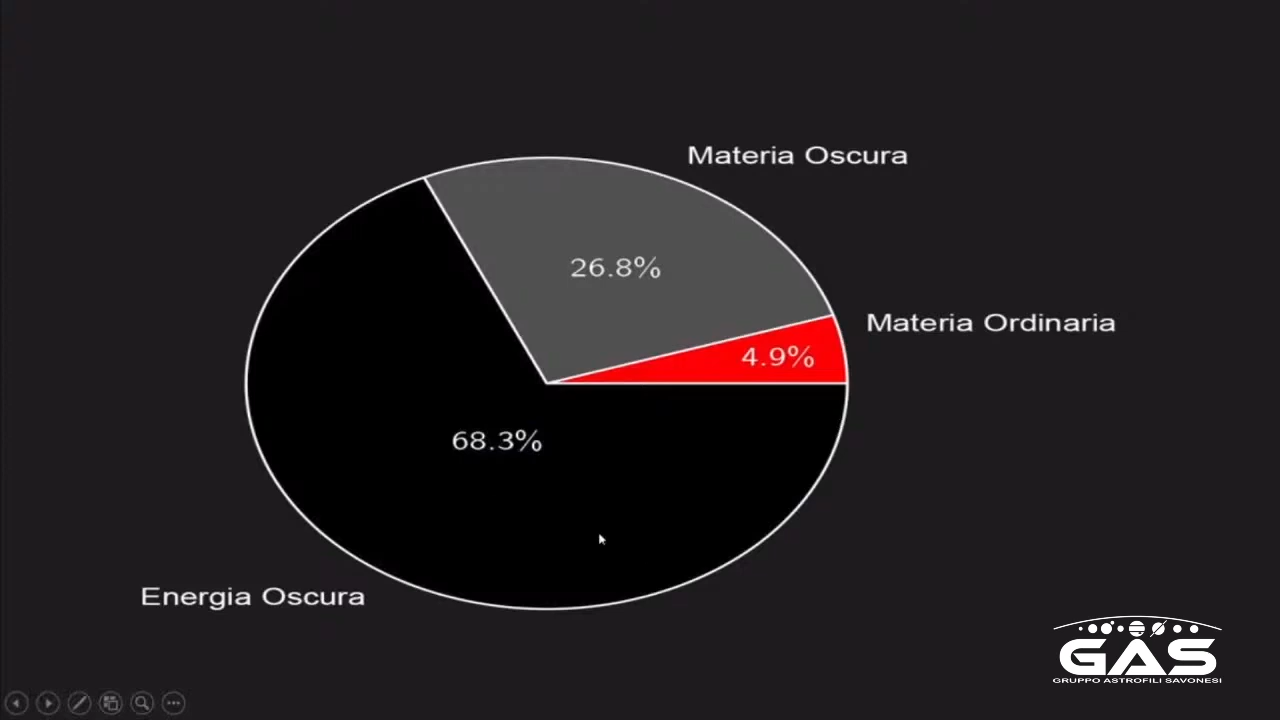 Materia Oscura
26.8%
Materia Ordinaria
4.9%
68.3%
Energia Oscura
GAS
GRUPPO ASTROFILI SAVONESI